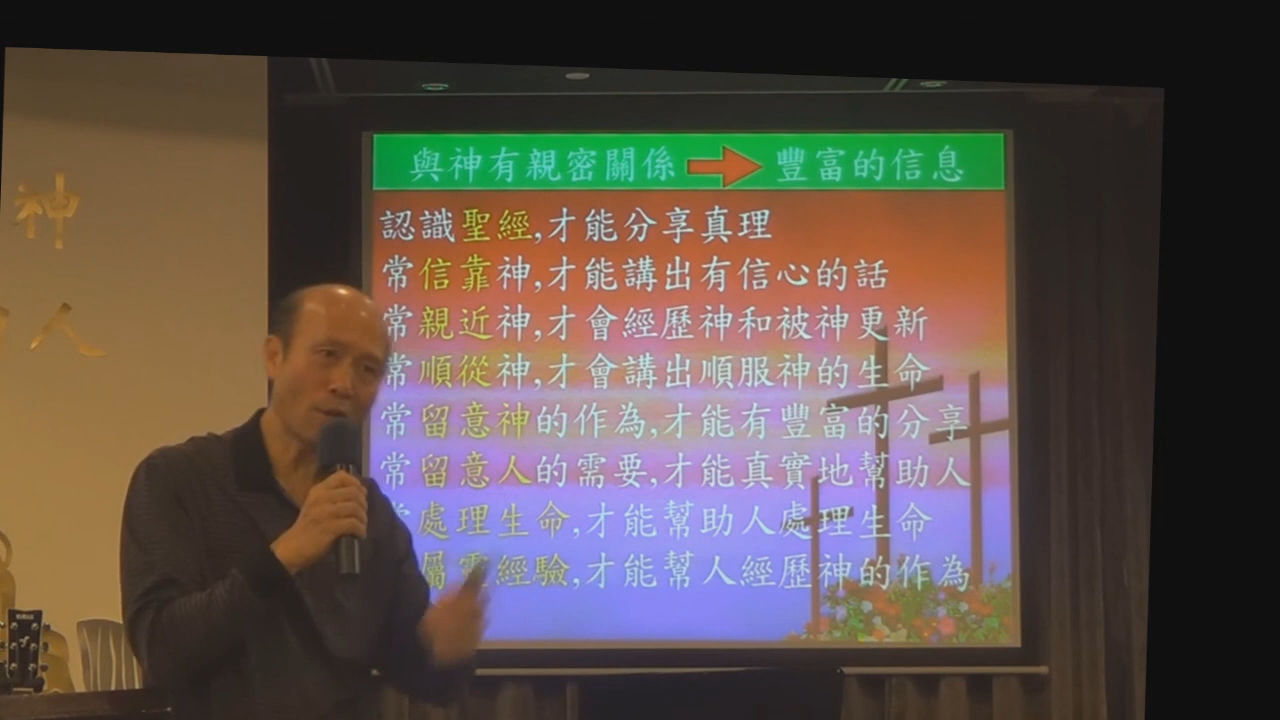 神
人
與神有親密關係 豐富的信息
認識聖經,才能分享真理
常信靠神,才能講出有信心的話
常親近神,才會經歷神和被神更新
常順從神,才會講出順服神的生命
常留意神的作為,才能有豐富的分享
常留意人的需要,才能真實地幫助人
處理生命,才能幫助人處理生命
屬靈經驗,才能幫人經歷神的作為